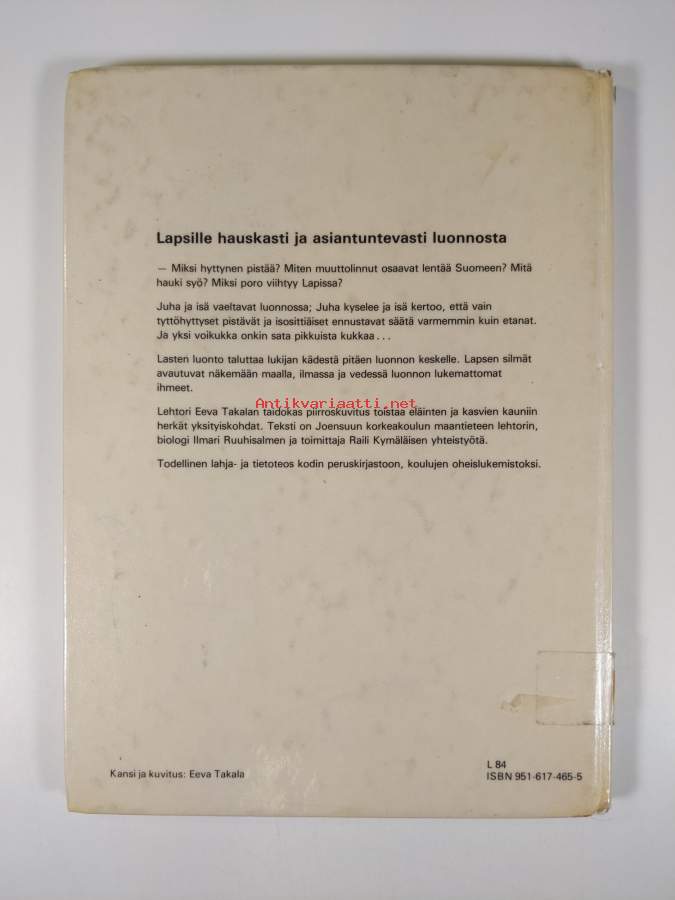 Lapsille hauskasti ja asiantuntevasti luonnosta
— Miksi hyttynen pistää? Miten muuttolinnut osaavat lentää Suomeen? Mitä
hauki syö? Miksi poro viihtyy Lapissa?
Juha ja isä vaeltavat luonnossa; Juha kyselee ja isä kertoo, että vain
tyttöhyttyset pistävät ja isosittiäiset ennustavat säätä varmemmin kuin etanat.
Ja yksi voikukka onkin sata pikkuista kukkaa...
Lasten luonto taluttaa lukijan kädestä pitäen luonnon keskelle. Lapsen silmät
avautuvat näkemään maalla, ilmassa ja vedessä luonnon lukemattomat
ihmeet.
Antikvariaatti.net
Lehtori Eeva Takalan taidokas piirroskuvitus toistaa eläinten ja kasvien kauniin
herkät yksityiskohdat. Teksti on Joensuun korkeakoulun maantieteen lehtorin,
biologi Ilmari Ruuhisalmen ja toimittaja Raili Kymäläisen yhteistyötä.
Todellinen lahja- ja tietoteos kodin peruskirjastoon, koulujen oheislukemistoksi.
Kansi ja kuvitus: Eeva Takala
L 84
ISBN 951-617-465-5